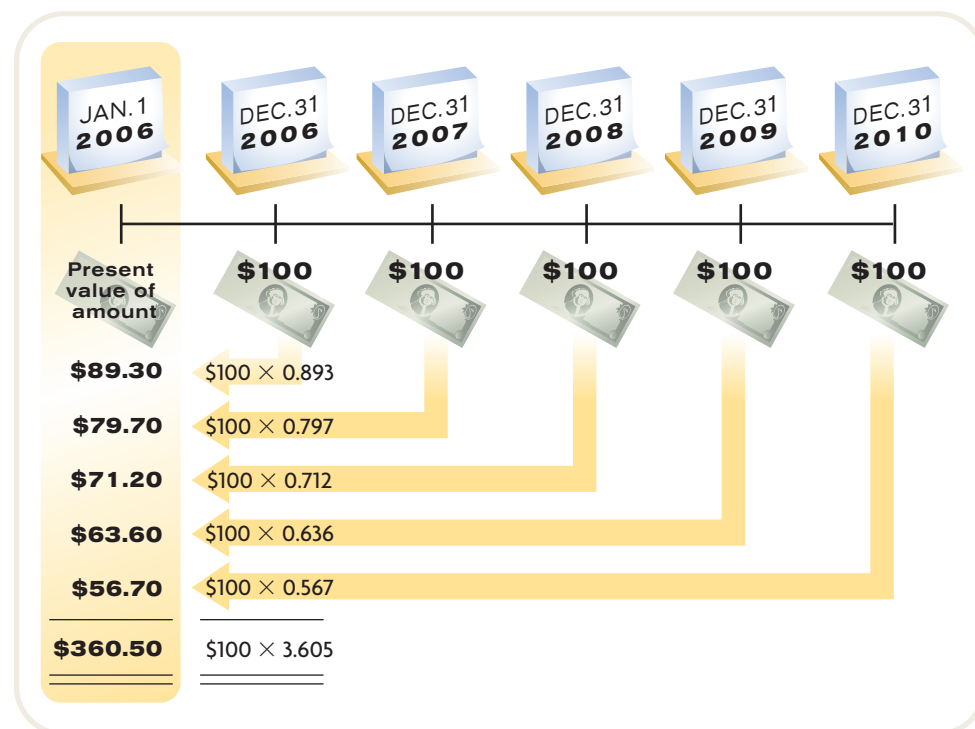 JAN. 1
2006
DEC. 31
2006
DEC. 31
2007
DEC. 31
2008
DEC. 31
2009
DEC. 31
2010
Present
value of
amount
$100
$100
$100
$100
$100
$89.30
$100 × 0.893
$79.70
$100 × 0.797
$71.20
$100 × 0.712
$63.60
$100 × 0.636
$56.70
$100 × 0.567
$360.50
$100 × 3.605